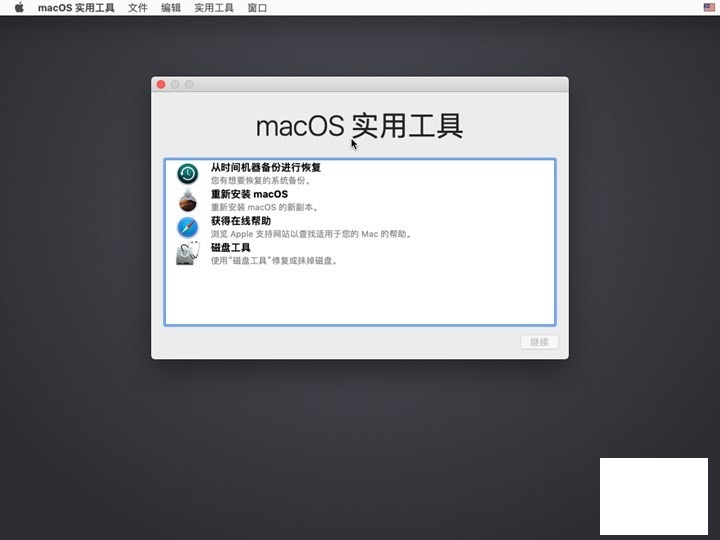 macOS 实用工具 文件 编辑 实用工具 窗口
macOS 实用工具
从时间机器备份进行恢复
您有想要恢复的系统备份。
重新安装 macOS
重新安装 macOS 的新副本。
获得在线帮助
浏览 Apple 支持网站以查找适用于您的 Mac 的帮助。
磁盘工具
使用“磁盘工具”修复或抹掉磁盘。
继续